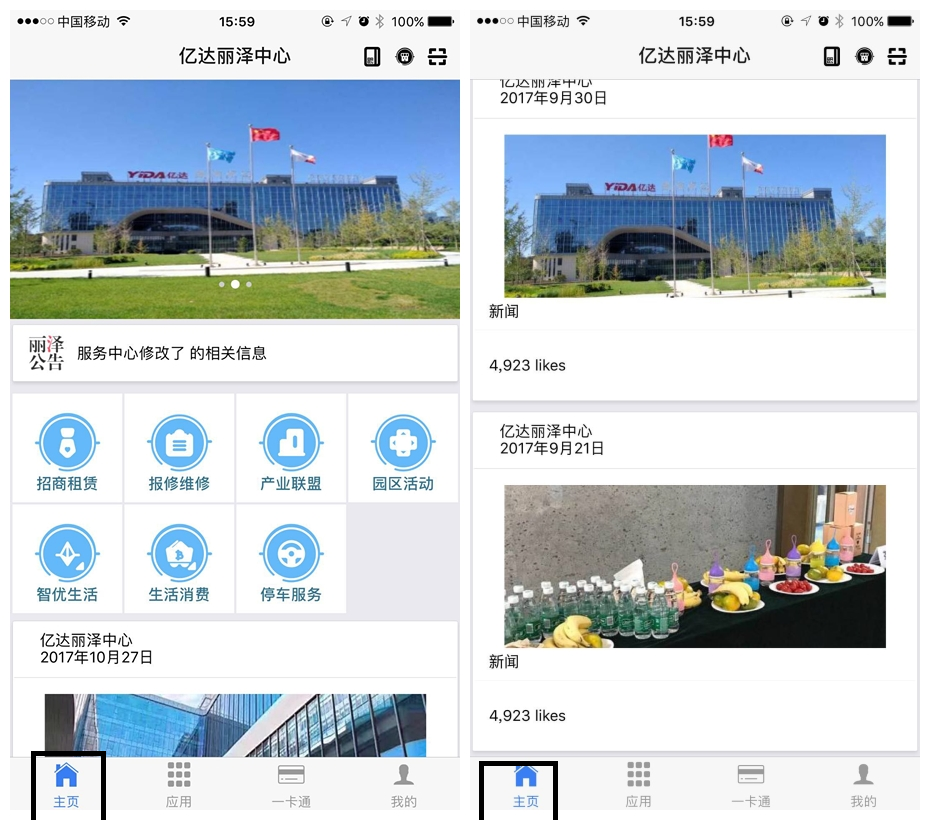 中国移动
15:59
100%
亿达丽泽中心
YIDA亿达
丽泽
公告
服务中心修改了 的相关信息
招商租赁
报修维修
产业联盟
园区活动
智优生活
生活消费
停车服务
亿达丽泽中心
2017年10月27日
主页
应用
一卡通
我的
中国移动
15:59
100%
亿达丽泽中心
亿达丽泽中心
2017年9月30日
YIDA亿达
新闻
4,923 likes
亿达丽泽中心
2017年9月21日
新闻
4,923 likes
主页
应用
一卡通
我的